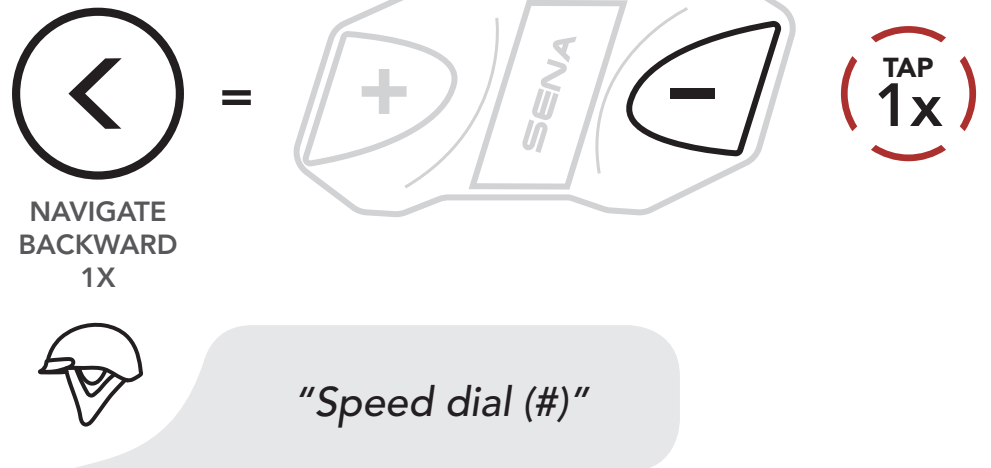 =
+
SENA
-
TAP
1x
NAVIGATE
BACKWARD
1X
"Speed dial (#)"